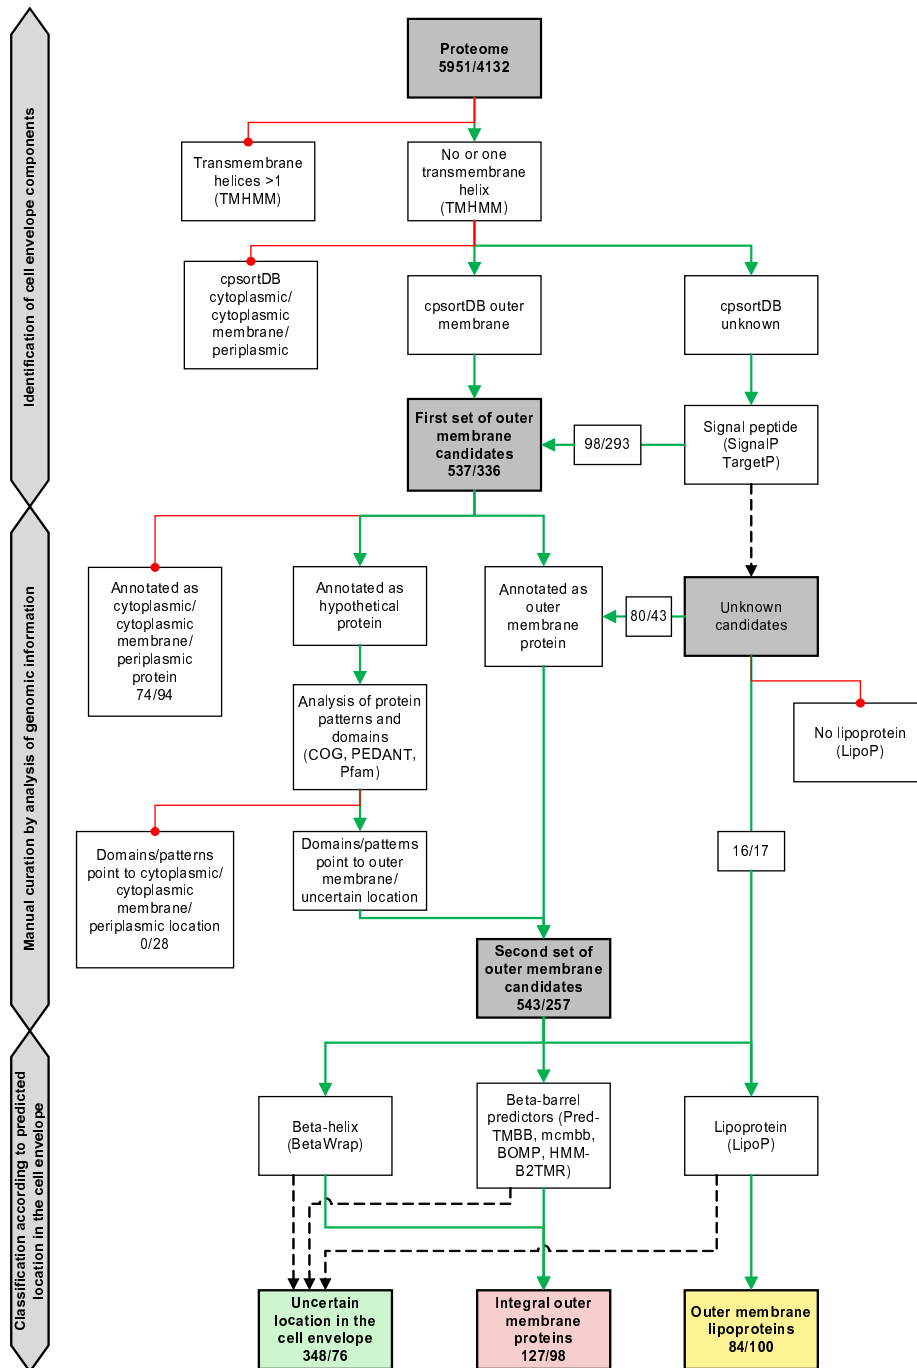 Identification of cell envelope components
Proteome
5951/4132
Transmembrane
helices >1
(TMHMM)
No or one
transmembrane
helix
(TMHMM)
cpsortDB
cytoplasmic/
cytoplasmic
membrane/
periplasmic
cpsortDB outer
membrane
cpsortDB
unknown
First set of outer
membrane
candidates
537/336
98/293
Signal peptide
(SignalP
TargetP)
Manual curation by analysis of genomic information
Annotated as
cytoplasmic/
cytoplasmic
membrane/
periplasmic
protein
74/94
Annotated as
hypothetical
protein
Annotated as
outer
membrane
protein
80/43
Unknown
candidates
Analysis of protein
patterns and
domains
(COG, PEDANT,
Pfam)
No lipoprotein
(LipoP)
Domains/patterns
point to cytoplasmic/
cytoplasmic
membrane/
periplasmic location
0/28
Domains/patterns
point to outer
membrane/
uncertain location
16/17
Second set of
outer membrane
candidates
543/257
Classification according to predicted
location in the cell envelope
Beta-helix
(BetaWrap)
Beta-barrel
predictors (Pred-
TMBB, mcmbb,
BOMP, HMM-
B2TMR)
Lipoprotein
(LipoP)
Uncertain
location in the
cell envelope
348/76
Integral outer
membrane
proteins
127/98
Outer membrane
lipoproteins
84/100